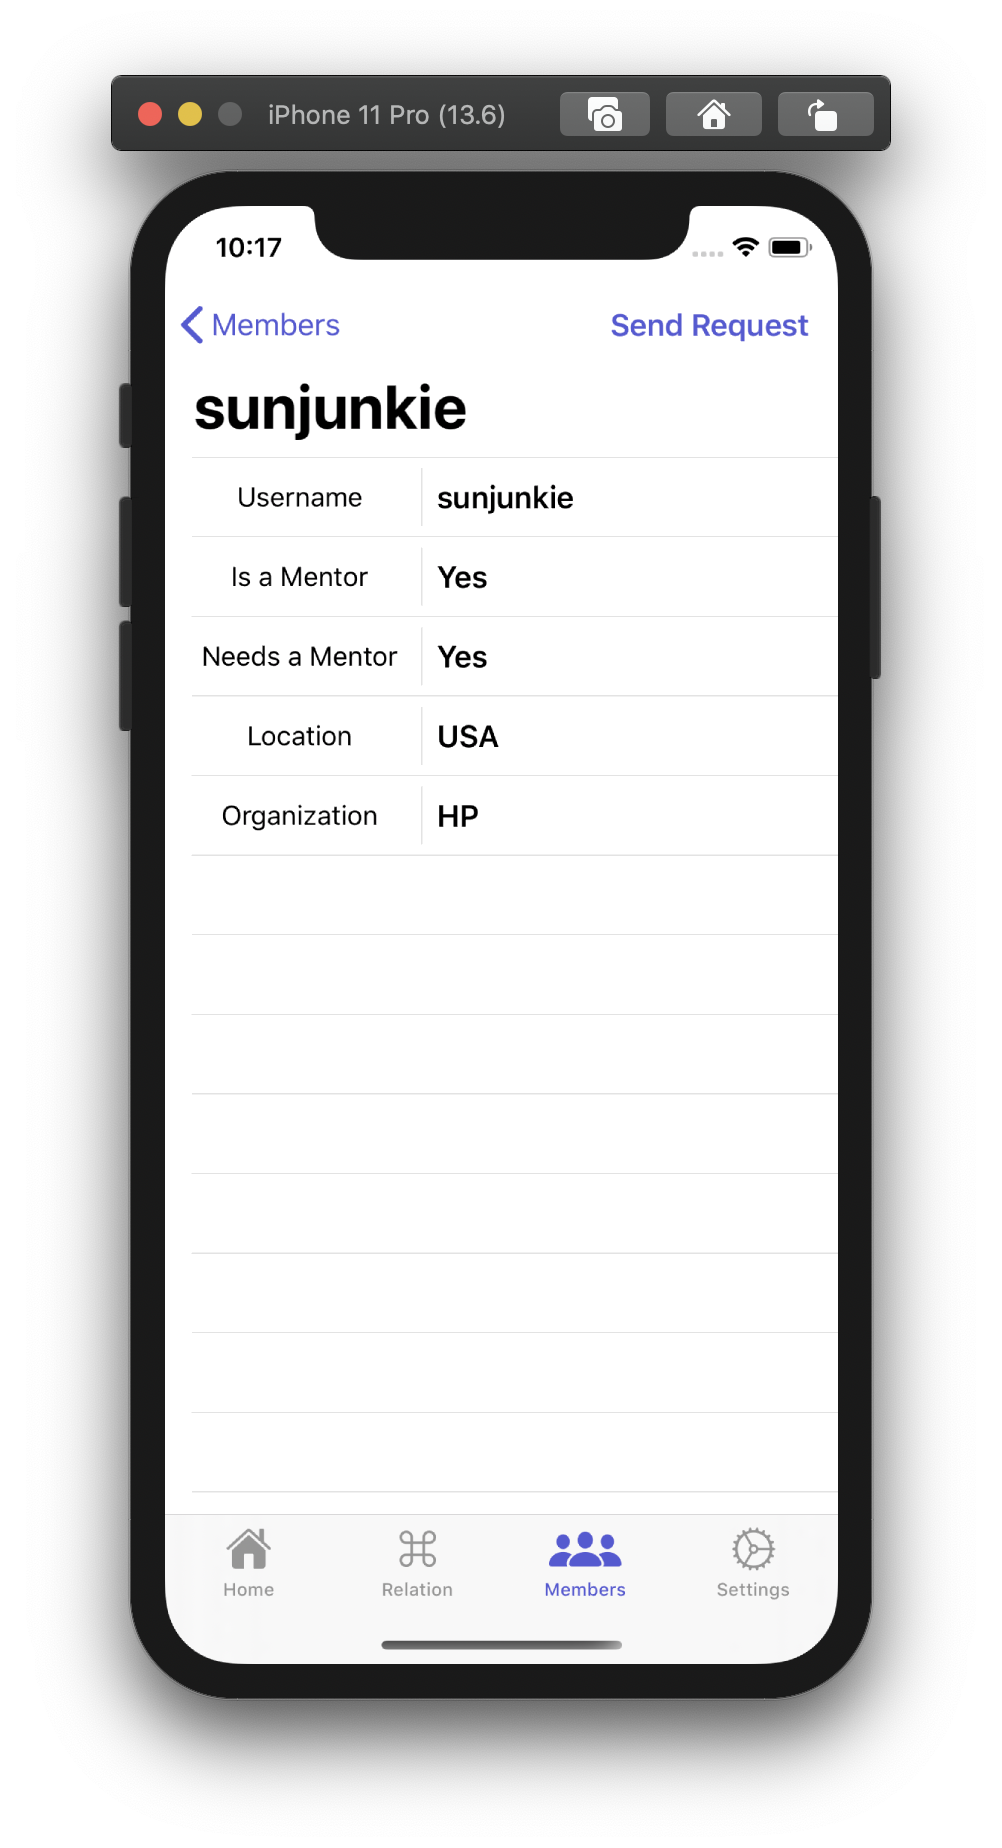 iPhone 11 Pro (13.6)
10:17
Members
Send Request
sunjunkie
Username sunjunkie
Is a Mentor Yes
Needs a Mentor Yes
Location USA
Organization HP
Home Relation Members Settings